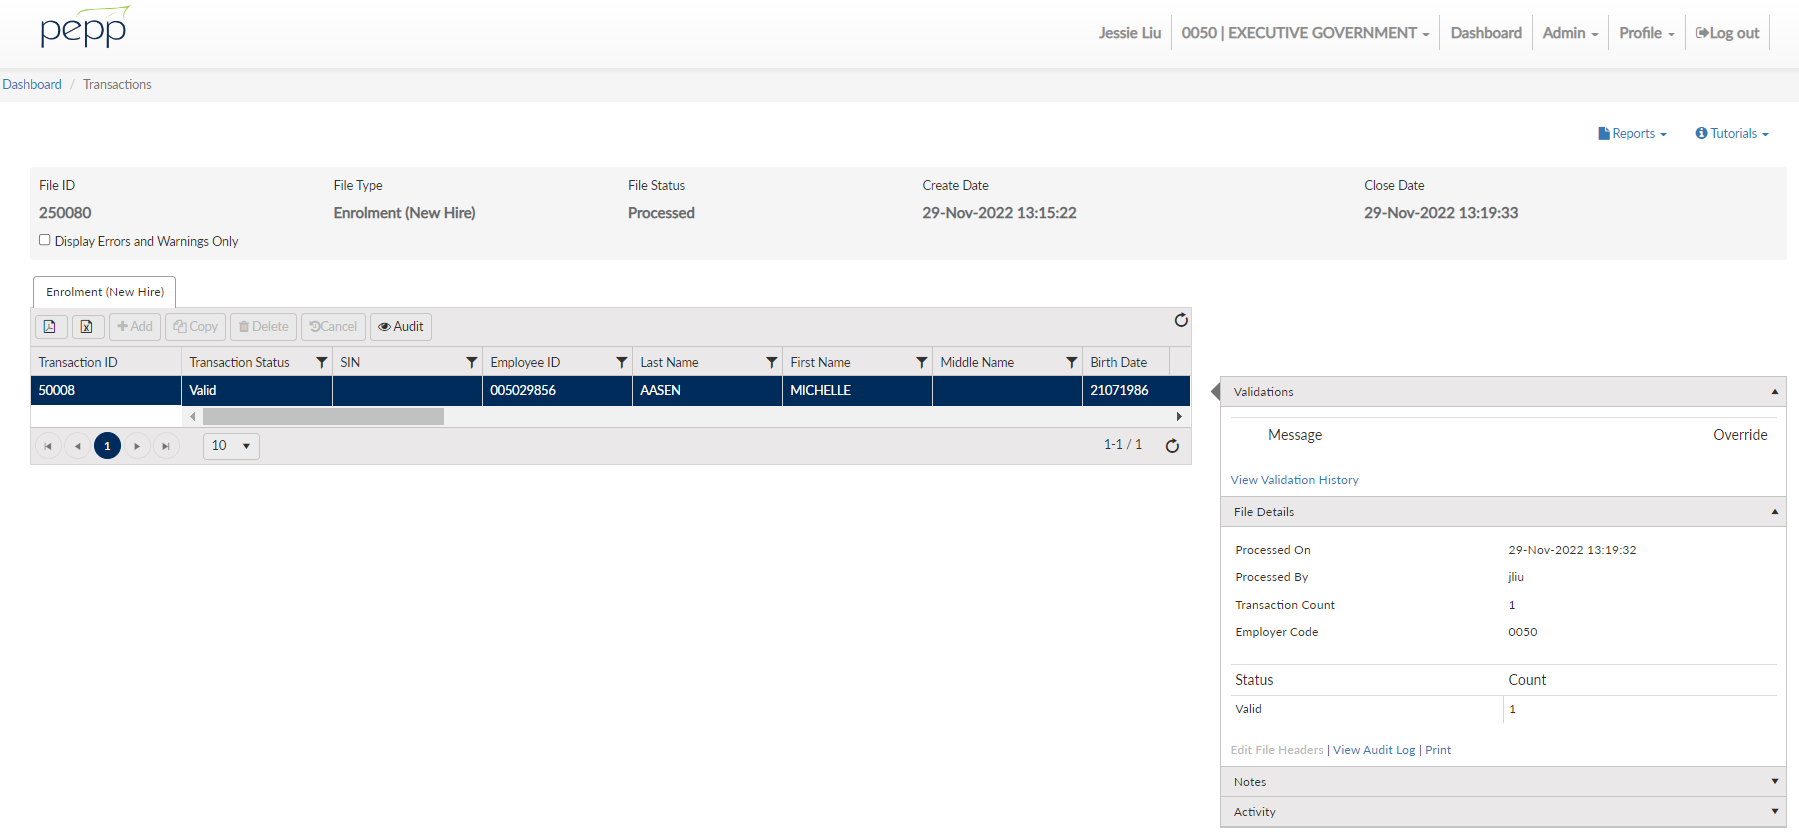 pepp
Jessie Liu
0050 | EXECUTIVE GOVERNMENT
Dashboard
Admin
Profile
Log out
Dashboard / Transactions
Reports
Tutorials
File ID
File Type
File Status
Create Date
Close Date
250080
Enrolment (New Hire)
Processed
29-Nov-2022 13:15:22
29-Nov-2022 13:19:33
Display Errors and Warnings Only
Enrolment (New Hire)
Add
Copy
Delete
Cancel
Audit
Transaction ID
Transaction Status
SIN
Employee ID
Last Name
First Name
Middle Name
Birth Date
50008
Valid
005029856
AASEN
MICHELLE
21071986
1
10
1-1 / 1
Validations
Message
Override
View Validation History
File Details
Processed On 29-Nov-2022 13:19:32
Processed By jliu
Transaction Count 1
Employer Code 0050
Status Count
Valid 1
Edit File Headers | View Audit Log | Print
Notes
Activity